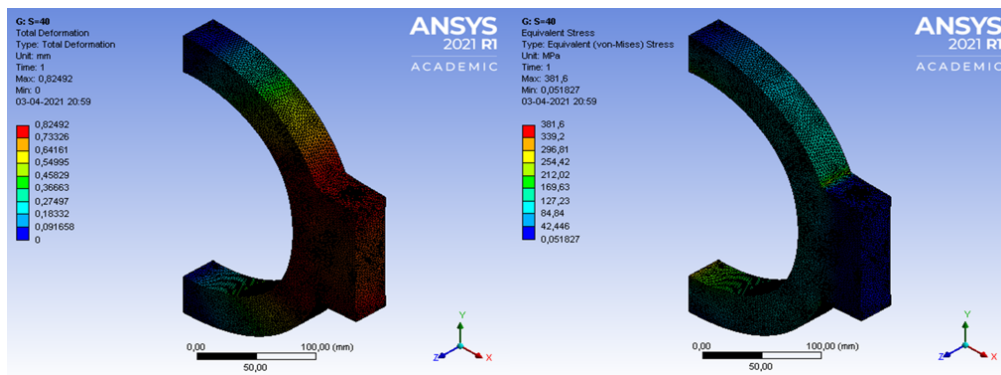 G: S=40
Total Deformation
Type: Total Deformation
Unit: mm
Time: 1
Max: 0,82492
Min: 0
03-04-2021 20:59
0,82492
0,73326
0,64161
0,54995
0,45829
0,36663
0,27497
0,18332
0,091658
0
ANSYS
2021 R1
ACADEMIC
0,00
100,00 (mm)
50,00
Y
Z
X
G: S=40
Equivalent Stress
Type: Equivalent (von-Mises) Stress
Unit: MPa
Time: 1
Max: 381,6
Min: 0,051827
03-04-2021 20:59
381,6
339,2
296,81
254,42
212,02
169,63
127,23
84,84
42,446
0,051827
ANSYS
2021 R1
ACADEMIC
0,00
100,00 (mm)
50,00
Y
Z
X